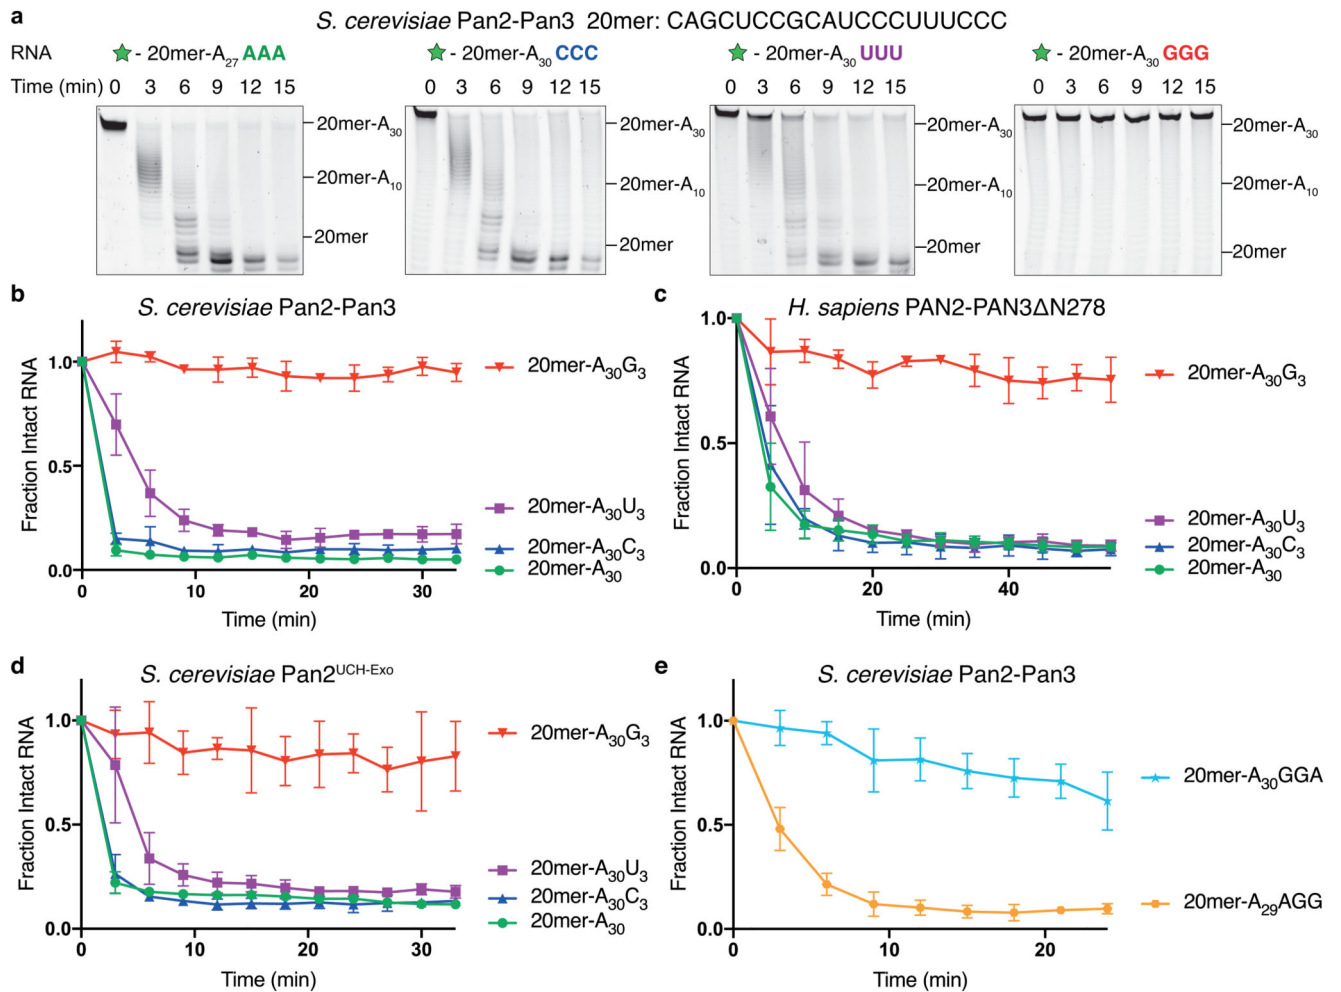 a
S. cerevisiae Pan2-Pan3 20mer: CAGCUCCGCAUCCCUUUCCC
RNA - 20mer-A27AAA - 20mer-A30CCC - 20mer-A30UUU - 20mer-A30GGG
Time (min) 0 3 6 9 12 15 0 3 6 9 12 15 0 3 6 9 12 15 0 3 6 9 12 15
20mer-A30 20mer-A30 20mer-A30 20mer-A30
20mer-A10 20mer-A10 20mer-A10 20mer-A10
20mer 20mer 20mer 20mer
b
S. cerevisiae Pan2-Pan3
Fraction Intact RNA
1.0
0.5
0.0
0 10 20 30
Time (min)
20mer-A30G3
20mer-A30U3
20mer-A30C3
20mer-A30
c
H. sapiens PAN2-PAN3ΔN278
Fraction Intact RNA
1.0
0.5
0.0
0 20 40
Time (min)
20mer-A30G3
20mer-A30U3
20mer-A30C3
20mer-A30
d
S. cerevisiae Pan2UCH-Exo
Fraction Intact RNA
1.0
0.5
0.0
0 10 20 30
Time (min)
20mer-A30G3
20mer-A30U3
20mer-A30C3
20mer-A30
e
S. cerevisiae Pan2-Pan3
Fraction Intact RNA
1.0
0.5
0.0
0 10 20
Time (min)
20mer-A30GGA
20mer-A29AGG